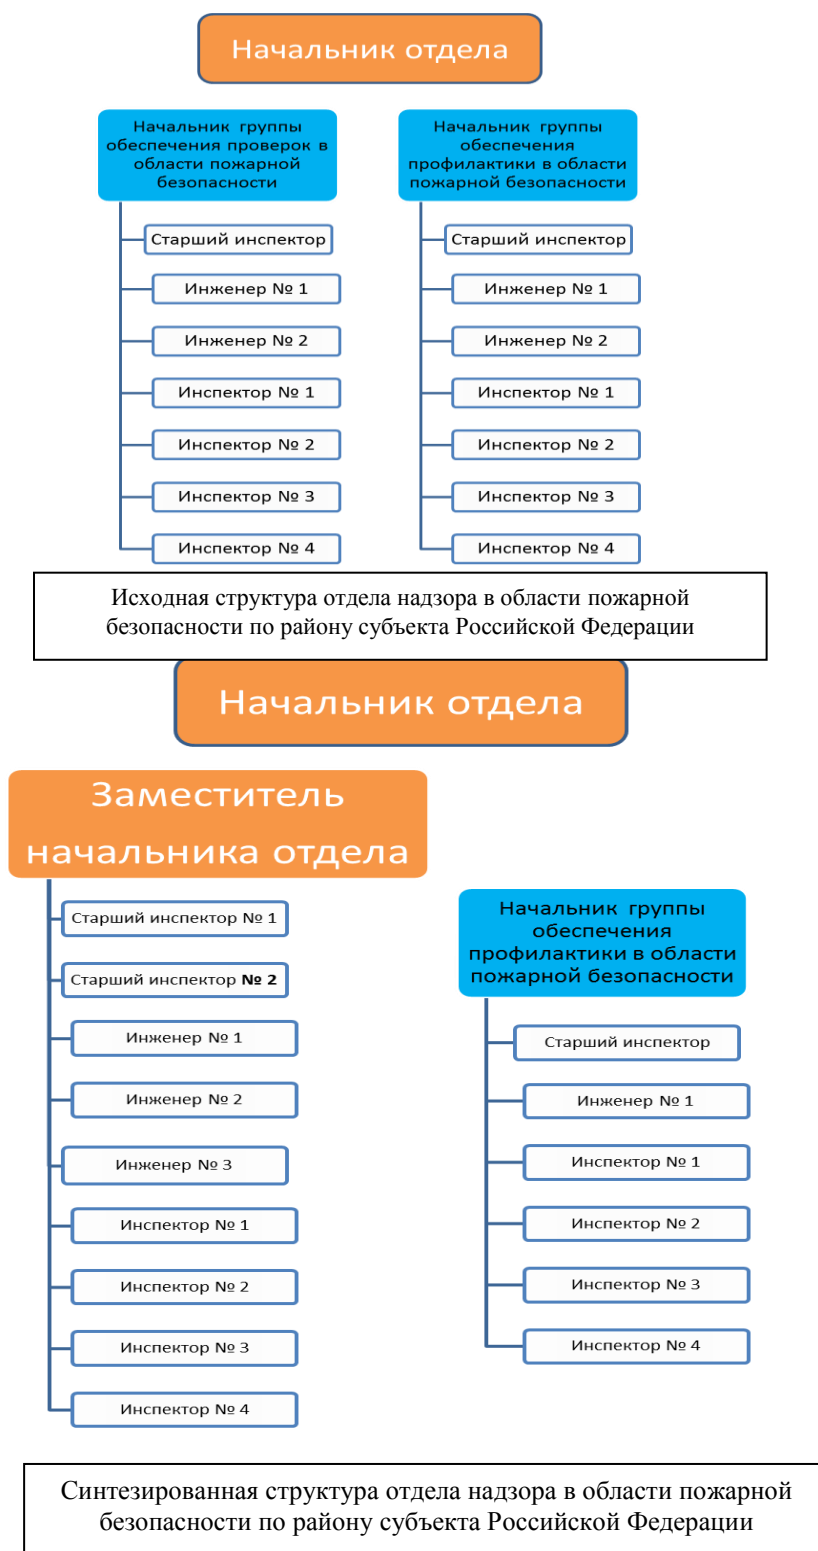 Начальник отдела
Начальник группы
обеспечения проверок в
области пожарной
безопасности
Старший инспектор
Инженер № 1
Инженер № 2
Инспектор № 1
Инспектор № 2
Инспектор № 3
Инспектор № 4
Начальник группы
обеспечения
профилактики в области
пожарной безопасности
Старший инспектор
Инженер № 1
Инженер № 2
Инспектор № 1
Инспектор № 2
Инспектор № 3
Инспектор № 4
Исходная структура отдела надзора в области пожарной
безопасности по району субъекта Российской Федерации
Начальник отдела
Заместитель
начальника отдела
Старший инспектор № 1
Старший инспектор № 2
Инженер № 1
Инженер № 2
Инженер № 3
Инспектор № 1
Инспектор № 2
Инспектор № 3
Инспектор № 4
Начальник группы
обеспечения
профилактики в области
пожарной безопасности
Старший инспектор
Инженер № 1
Инспектор № 1
Инспектор № 2
Инспектор № 3
Инспектор № 4
Синтезированная структура отдела надзора в области пожарной
безопасности по району субъекта Российской Федерации